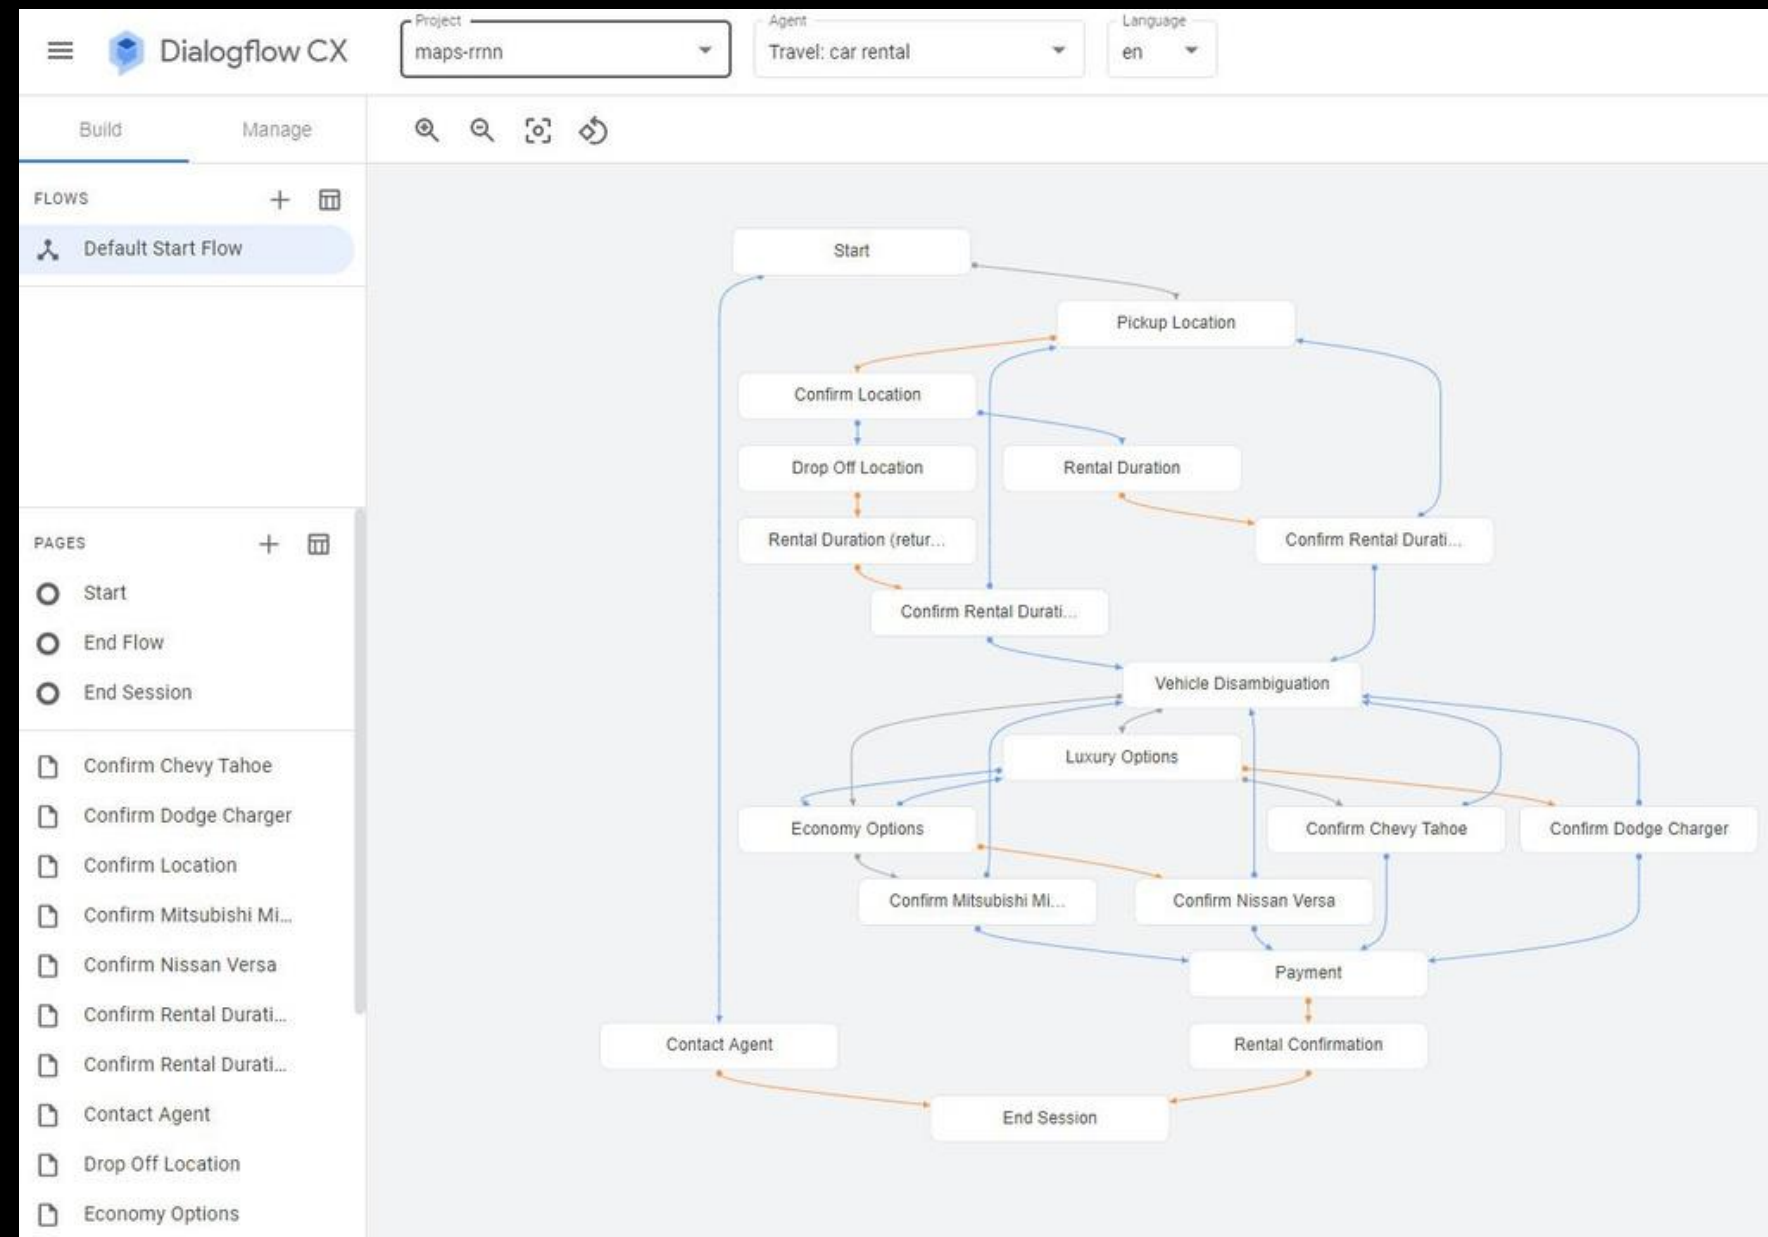 Project
Agent
Language
Dialogflow CX
maps-rrnn
Travel: car rental
en
Build
Manage
FLOWS
Default Start Flow
PAGES
Start
End Flow
End Session
Confirm Chevy Tahoe
Confirm Dodge Charger
Confirm Location
Confirm Mitsubishi Mi...
Confirm Nissan Versa
Confirm Rental Durati...
Confirm Rental Durati...
Contact Agent
Drop Off Location
Economy Options
Start
Pickup Location
Confirm Location
Drop Off Location
Rental Duration
Rental Duration (retur...
Confirm Rental Durati...
Confirm Rental Durati...
Vehicle Disambiguation
Luxury Options
Economy Options
Confirm Chevy Tahoe
Confirm Dodge Charger
Confirm Mitsubishi Mi...
Confirm Nissan Versa
Payment
Contact Agent
Rental Confirmation
End Session